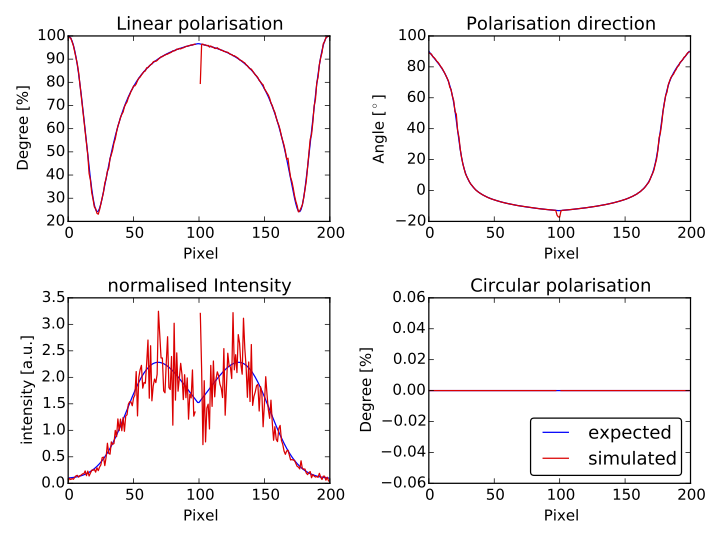 Linear polarisation
100
90
80
70
60
50
40
30
20
Degree [%]
0 50 100 150 200
Pixel
Polarisation direction
100
80
60
40
20
0
−20
Angle [°]
0 50 100 150 200
Pixel
normalised Intensity
3.5
3.0
2.5
2.0
1.5
1.0
0.5
0.0
intensity [a.u.]
0 50 100 150 200
Pixel
Circular polarisation
0.06
0.04
0.02
0.00
−0.02
−0.04
−0.06
Degree [%]
expected
simulated
0 50 100 150 200
Pixel